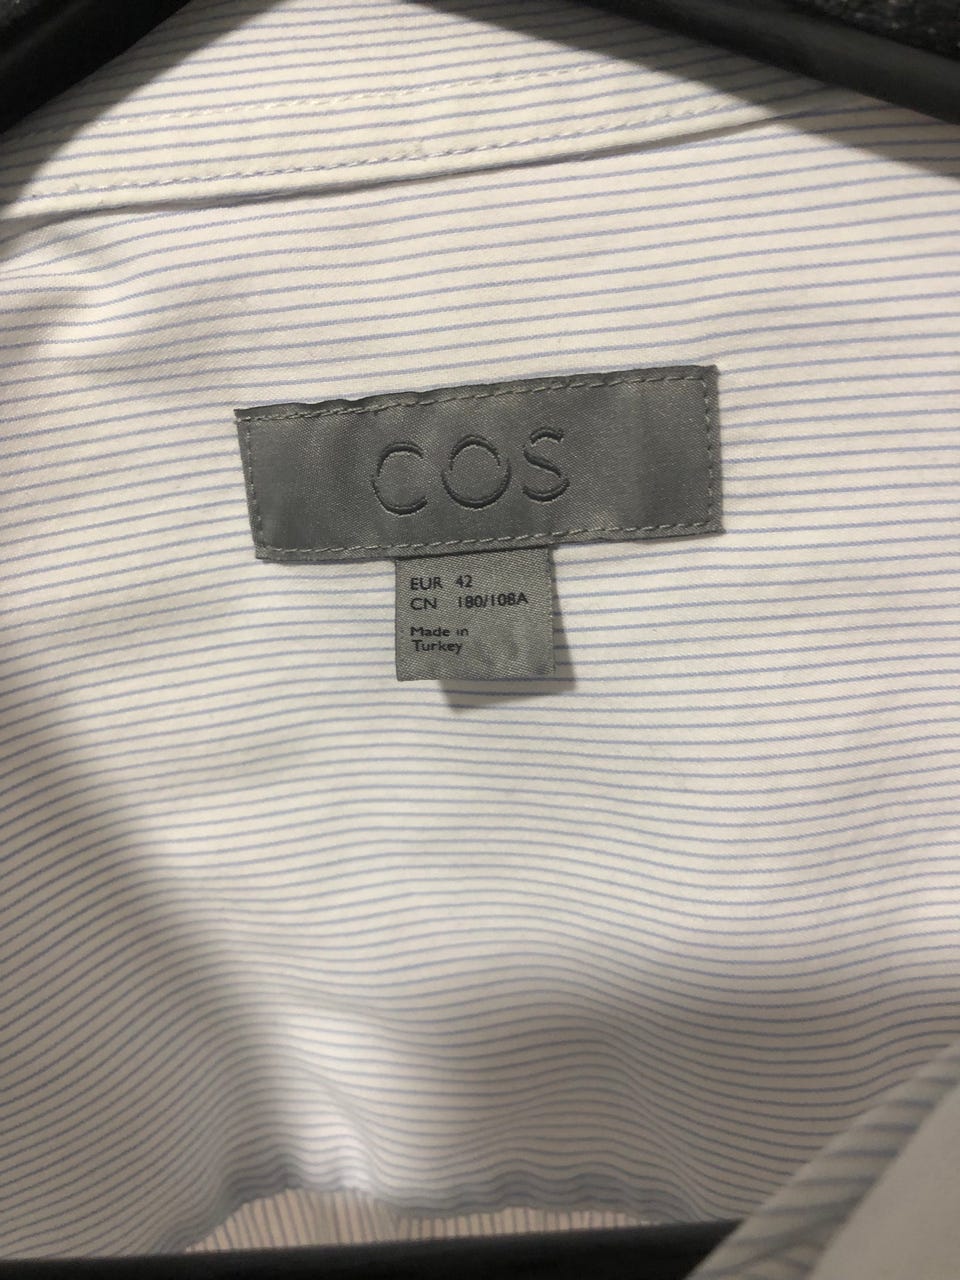 COS
EUR 42
CN 180/108A
Made in
Turkey